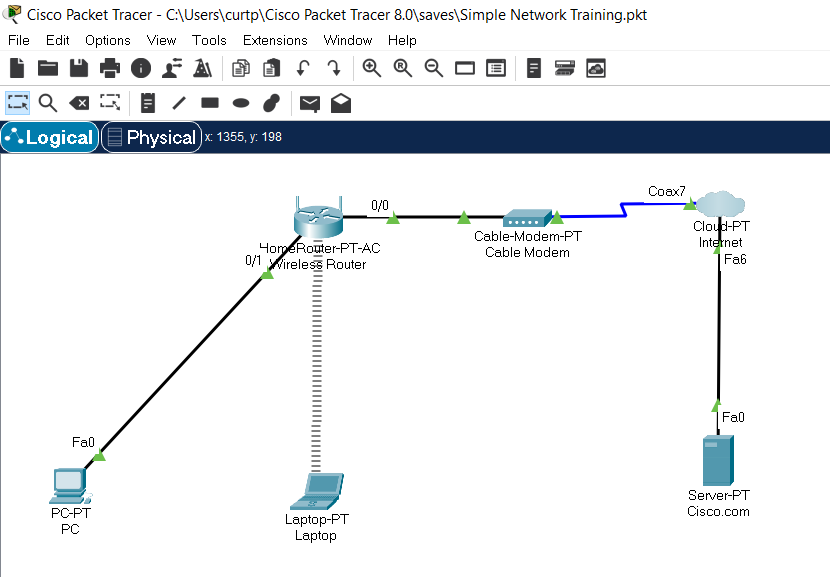 Cisco Packet Tracer - C:\Users\curtp\Cisco Packet Tracer 8.0\saves\Simple Network Training.pkt
File Edit Options View Tools Extensions Window Help
Logical Physical x: 1355, y: 198
Coax7
0/0
Cloud-PT
Internet
Cable-Modem-PT
Cable Modem
HomeRouter-PT-AC
Wireless Router
0/1
Fa6
Fa0
Fa0
PC-PT
PC
Laptop-PT
Laptop
Server-PT
Cisco.com